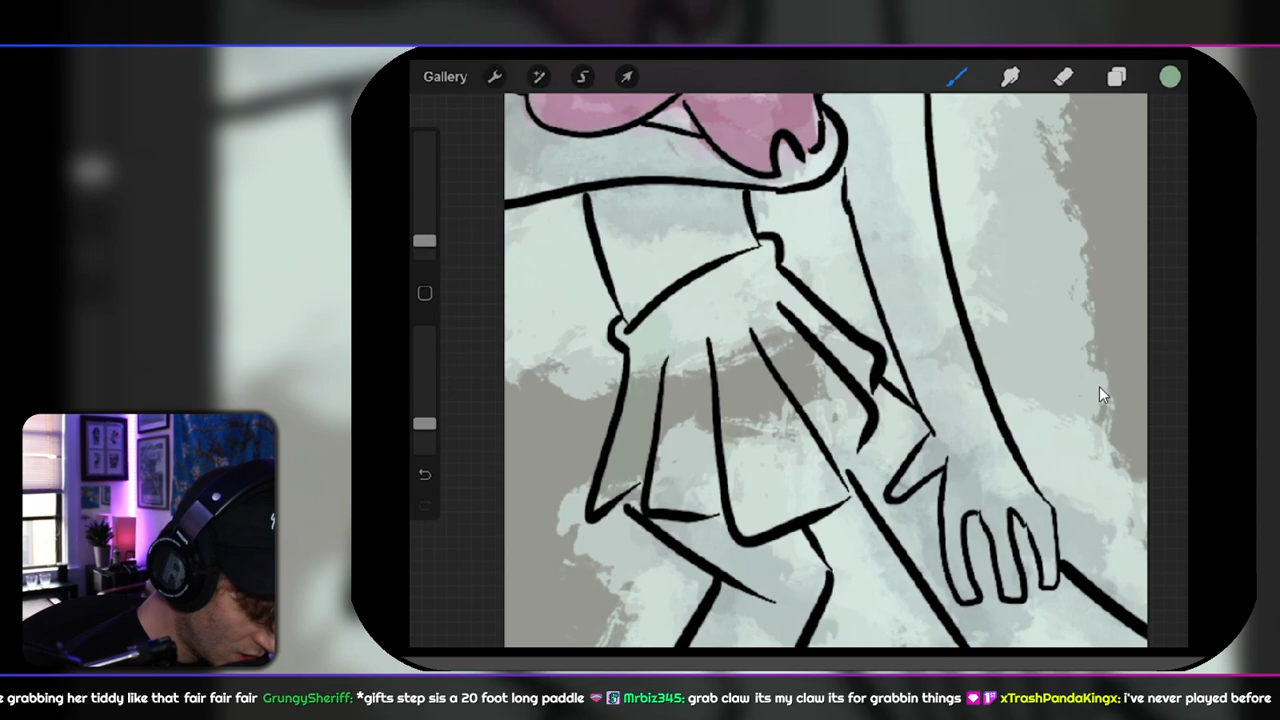 Gallery
e grabbing her tiddy like that fair fair fair GrungySheriff: *gifts step sis a 20 foot long paddle Mrbiz345: grab claw its my claw its for grabbin things xTrashPandaKingx: i've never played before